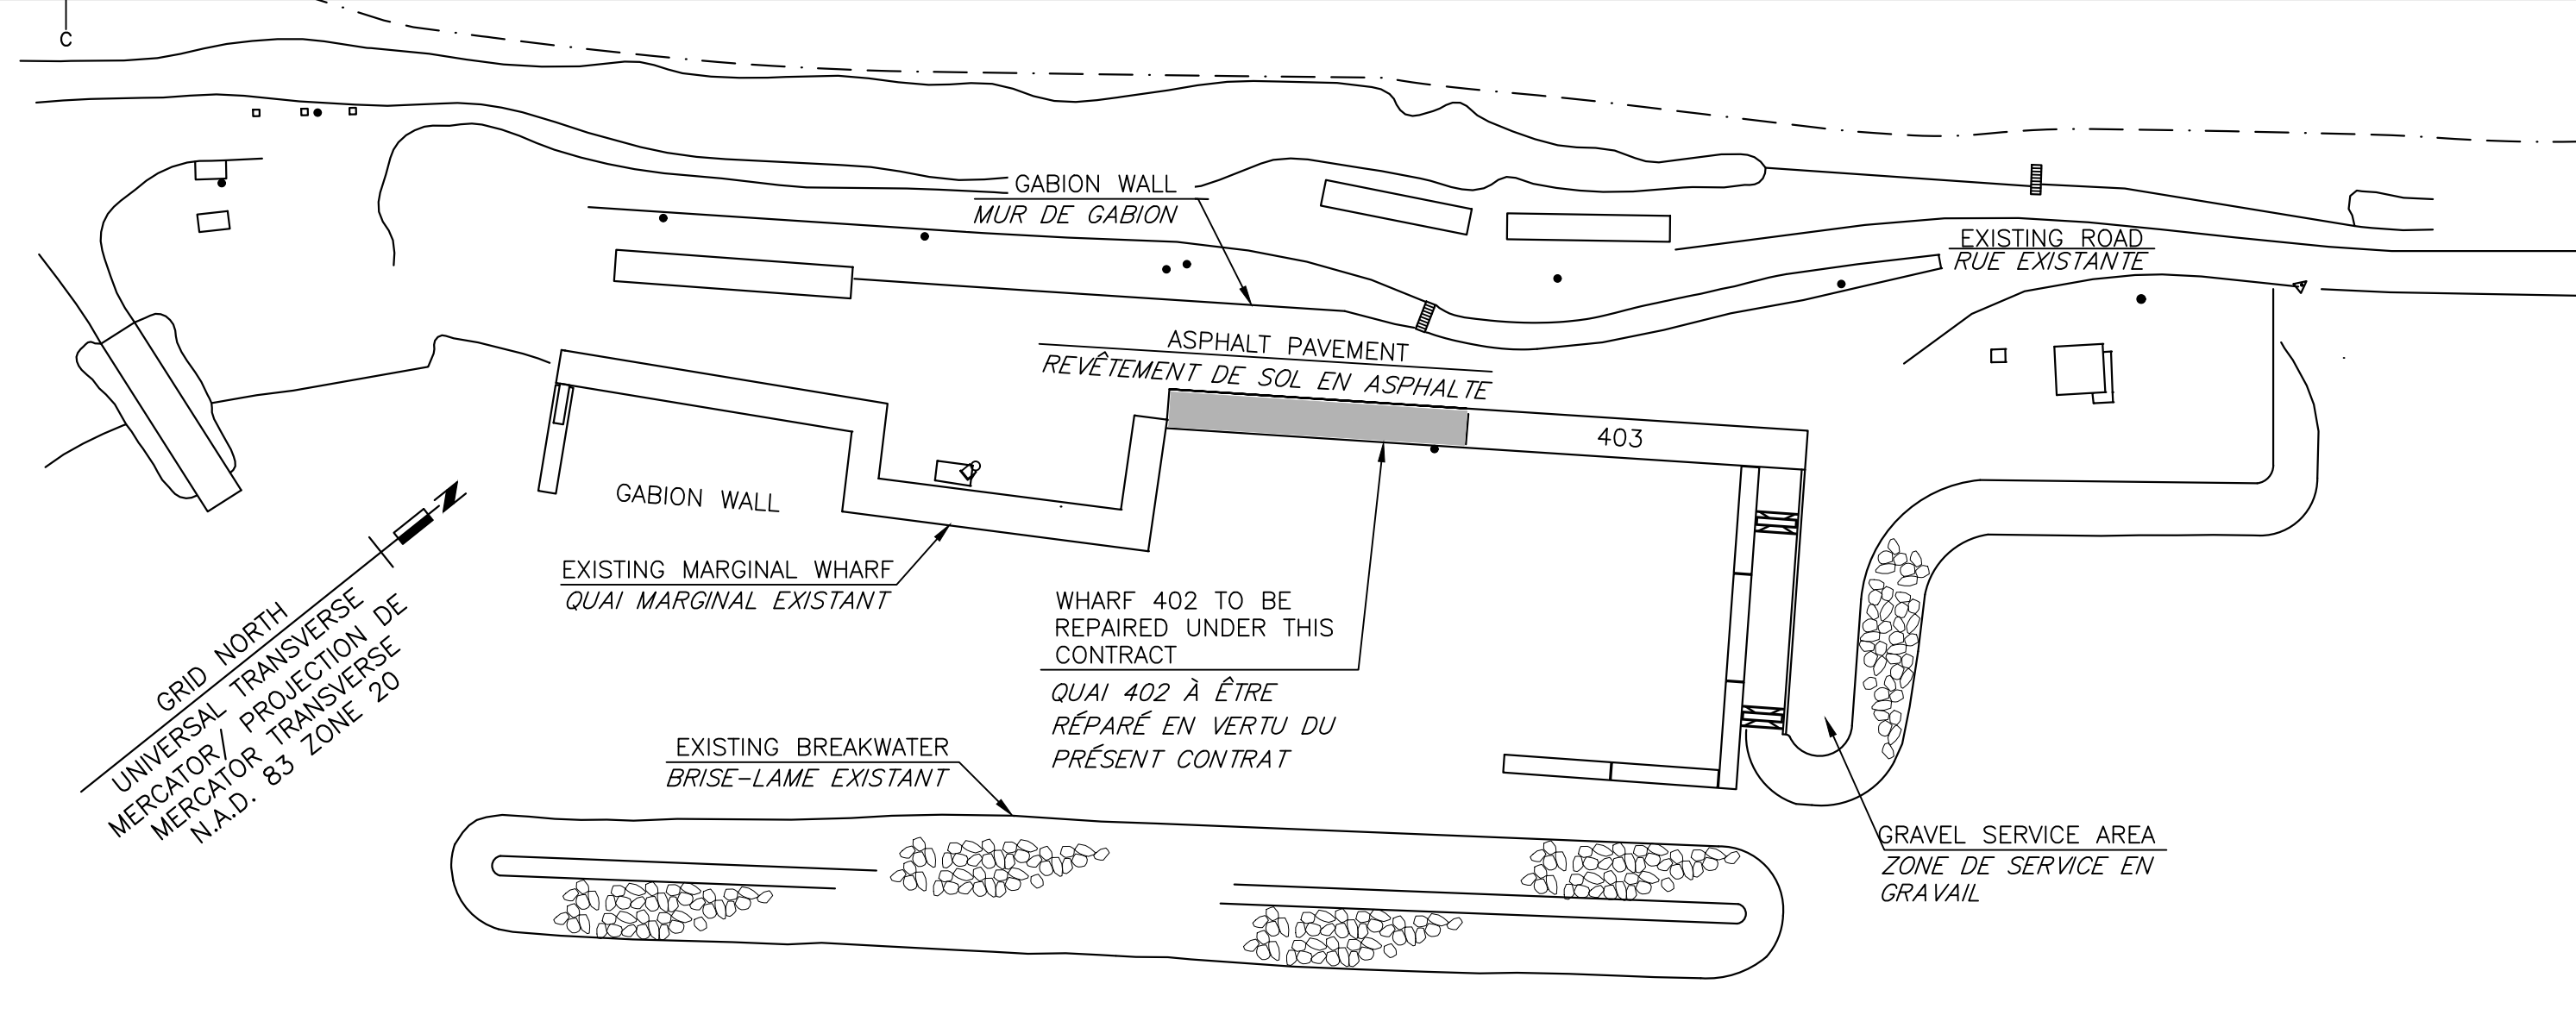 C
GABION WALL
MUR DE GABION
EXISTING ROAD
RUE EXISTANTE
ASPHALT PAVEMENT
REVÊTEMENT DE SOL EN ASPHALTE
403
GABION WALL
EXISTING MARGINAL WHARF
QUAI MARGINAL EXISTANT
WHARF 402 TO BE
REPAIRED UNDER THIS
CONTRACT
QUAI 402 À ÊTRE
RÉPARÉ EN VERTU DU
PRÉSENT CONTRAT
GRID NORTH
UNIVERSAL TRANSVERSE
MERCATOR/ PROJECTION DE
MERCATOR TRANSVERSE
N.A.D. 83 ZONE 20
EXISTING BREAKWATER
BRISE-LAME EXISTANT
GRAVEL SERVICE AREA
ZONE DE SERVICE EN
GRAVAIL